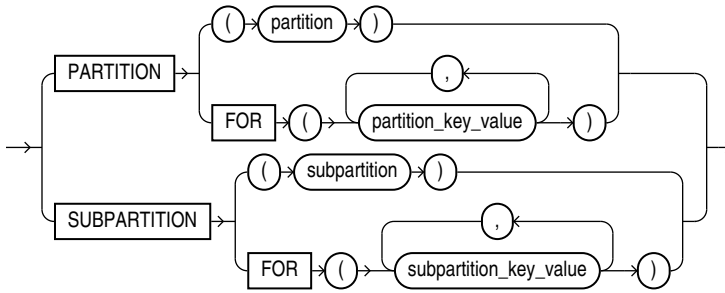 ( partition )
PARTITION
,
FOR ( partition_key_value )
( subpartition )
SUBPARTITION
,
FOR ( subpartition_key_value )